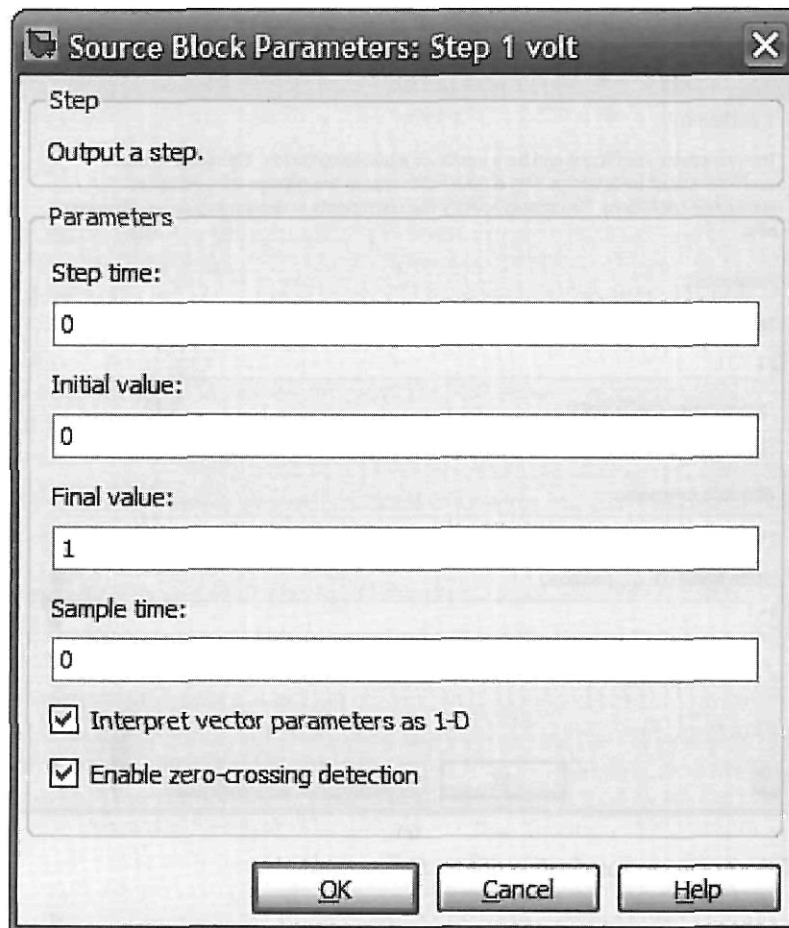 Source Block Parameters: Step 1 volt
Step
Output a step.
Parameters
Step time:
0
Initial value:
0
Final value:
1
Sample time:
0
Interpret vector parameters as 1-D
Enable zero-crossing detection
OK
Cancel
Help